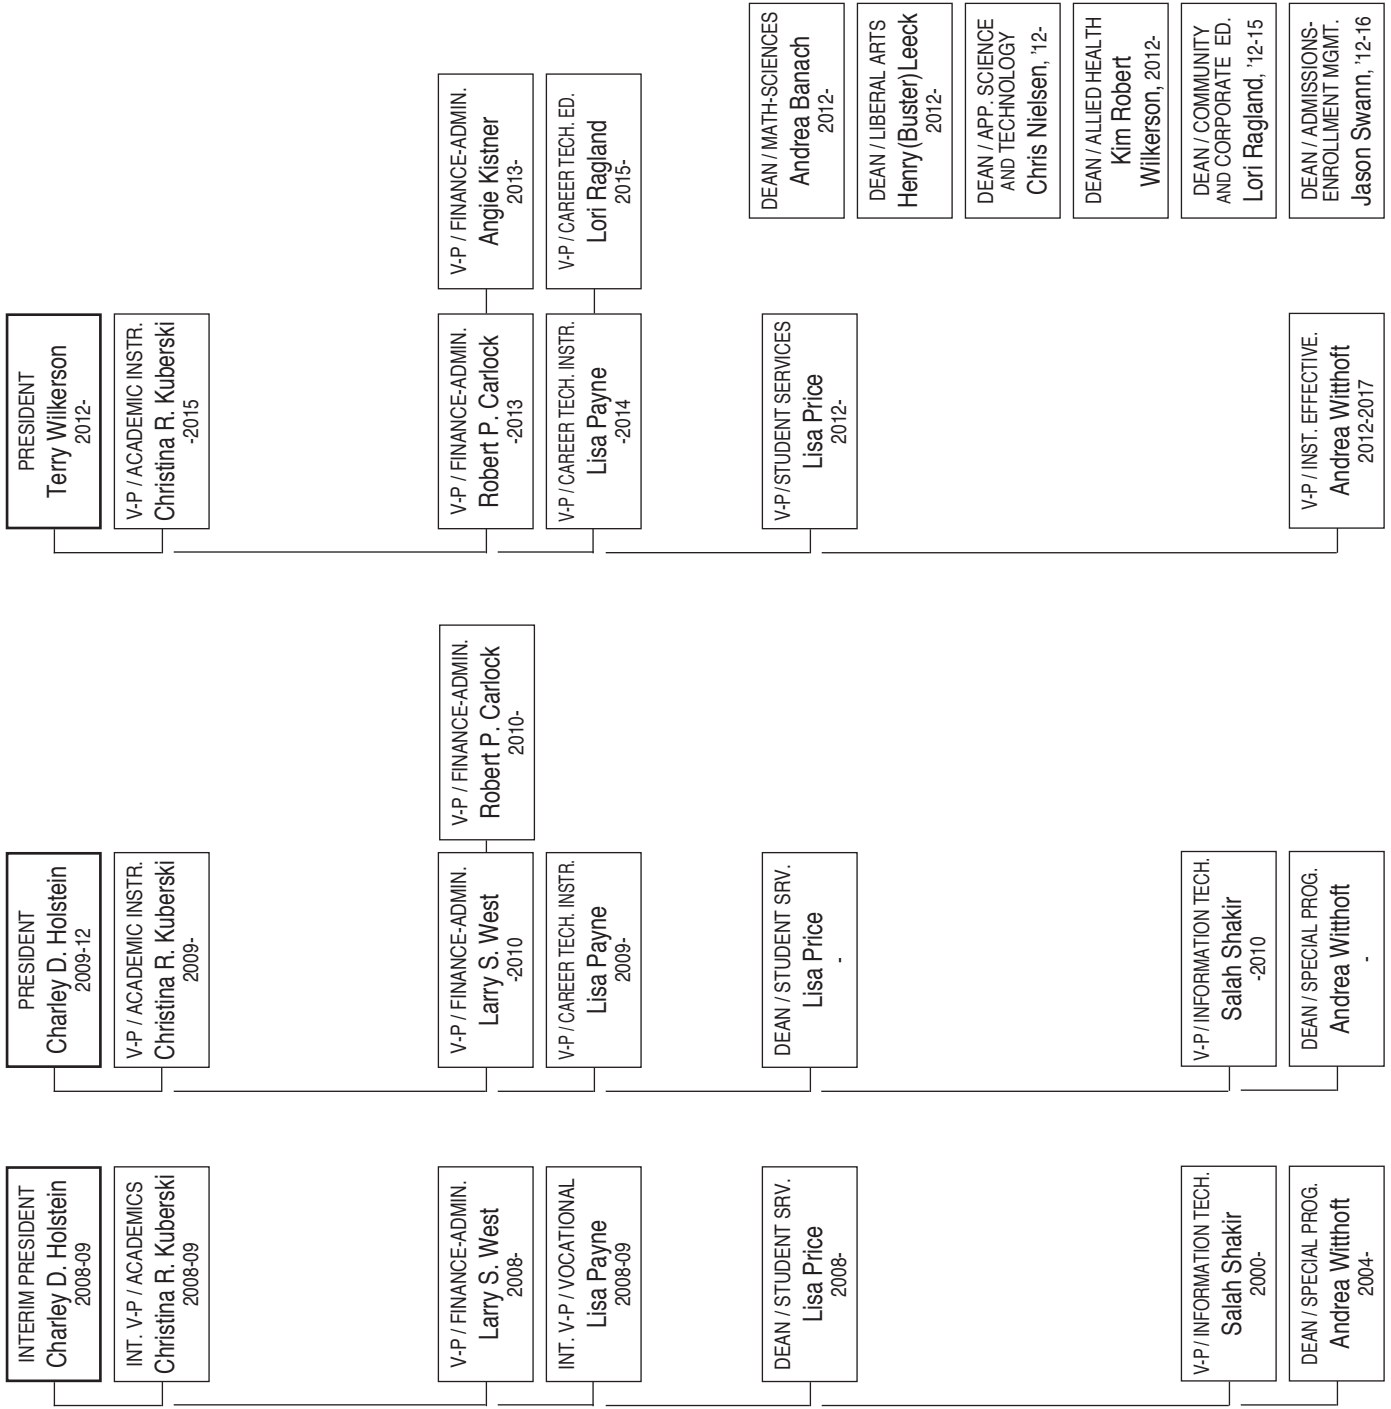 INTERIM PRESIDENT
Charley D. Holstein
2008-09
INT. V-P / ACADEMICS
Christina R. Kuberski
2008-09
V-P / FINANCE-ADMIN.
Larry S. West
2008-
INT. V-P / VOCATIONAL
Lisa Payne
2008-09
DEAN / STUDENT SRV.
Lisa Price
2008-
V-P / INFORMATION TECH.
Salah Shakir
2000-
DEAN / SPECIAL PROG.
Andrea Witthoft
2004-
PRESIDENT
Charley D. Holstein
2009-12
V-P / ACADEMIC INSTR.
Christina R. Kuberski
2009-
V-P / FINANCE-ADMIN.
Larry S. West
-2010
V-P / FINANCE-ADMIN.
Robert P. Carlock
2010-
V-P / CAREER TECH. INSTR.
Lisa Payne
2009-
DEAN / STUDENT SRV.
Lisa Price
-
V-P / INFORMATION TECH.
Salah Shakir
-2010
DEAN / SPECIAL PROG.
Andrea Witthoft
-
PRESIDENT
Terry Wilkerson
2012-
V-P / ACADEMIC INSTR.
Christina R. Kuberski
-2015
V-P / FINANCE-ADMIN.
Robert P. Carlock
-2013
V-P / FINANCE-ADMIN.
Angie Kistner
2013-
V-P / CAREER TECH. INSTR.
Lisa Payne
-2014
V-P / CAREER TECH. ED.
Lori Ragland
2015-
V-P / STUDENT SERVICES
Lisa Price
2012-
V-P / INST. EFFECTIVE.
Andrea Witthoft
2012-2017
DEAN / MATH-SCIENCES
Andrea Banach
2012-
DEAN / LIBERAL ARTS
Henry (Buster) Leeck
2012-
DEAN / APP. SCIENCE
AND TECHNOLOGY
Chris Nielsen, '12-
DEAN / ALLIED HEALTH
Kim Robert
Wilkerson, 2012-
DEAN / COMMUNITY
AND CORPORATE ED.
Lori Ragland, '12-15
DEAN / ADMISSIONS-
ENROLLMENT MGMT.
Jason Swann, '12-16